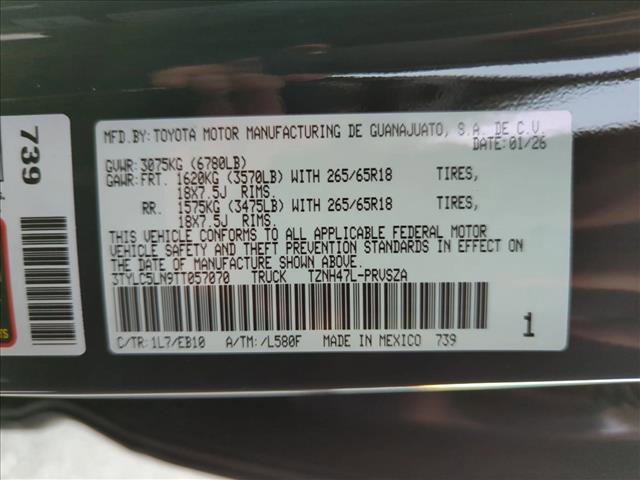 MFD.BY:TOYOTA MOTOR MANUFACTURING DE GUANAJUATO, S.A. DE C.V.
DATE:01/26
GVWR:3075KG (6780LB)
GAWR:FRT. 1620KG (3570LB) WITH 265/65R18 TIRES,
18X7.5J RIMS.
RR. 1575KG (3475LB) WITH 265/65R18 TIRES,
18X7.5J RIMS.
THIS VEHICLE CONFORMS TO ALL APPLICABLE FEDERAL MOTOR
VEHICLE SAFETY AND THEFT PREVENTION STANDARDS IN EFFECT ON
THE DATE OF MANUFACTURE SHOWN ABOVE.
3TYLC5LN9TT057070 TRUCK TZNH47L-PRVSZA
C/TR:1L7/EB10 A/TM:/L580F MADE IN MEXICO 739
1
739